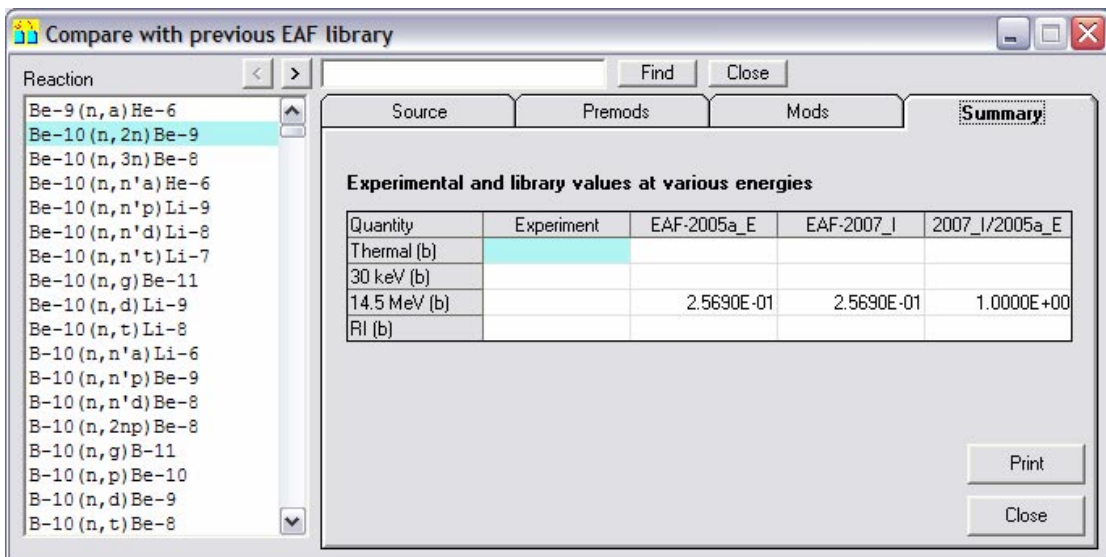 Compare with previous EAF library
Reaction < > Find Close
Be-9(n,a)He-6
Be-10(n,2n)Be-9
Be-10(n,3n)Be-8
Be-10(n,n'a)He-6
Be-10(n,n'p)Li-9
Be-10(n,n'd)Li-8
Be-10(n,n't)Li-7
Be-10(n,g)Be-11
Be-10(n,d)Li-9
Be-10(n,t)Li-8
B-10(n,n'a)Li-6
B-10(n,n'p)Be-9
B-10(n,n'd)Be-8
B-10(n,2np)Be-8
B-10(n,g)B-11
B-10(n,p)Be-10
B-10(n,d)Be-9
B-10(n,t)Be-8
Source Premods Mods Summary
Experimental and library values at various energies
Quantity Experiment EAF-2005a_E EAF-2007_I 2007_I/2005a_E
Thermal (b)
30 keV (b)
14.5 MeV (b) 2.5690E-01 2.5690E-01 1.0000E+00
RI (b)
Print
Close